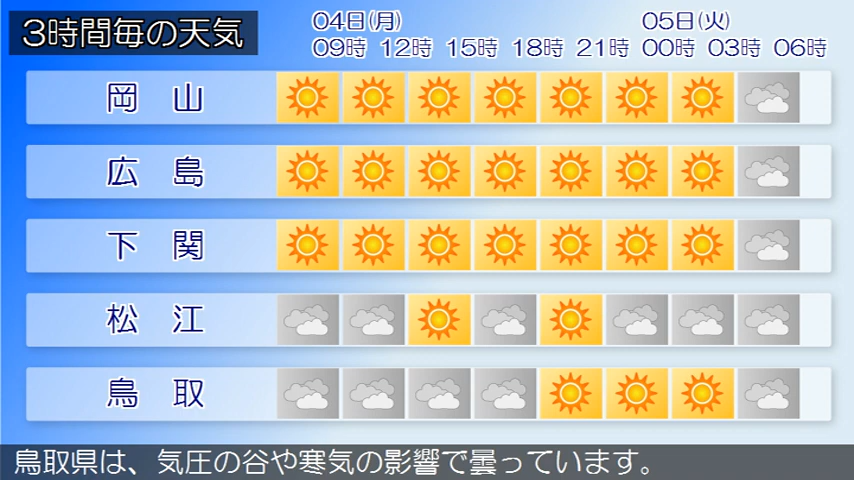 3時間毎の天気
04日(月) 05日(火)
09時 12時 15時 18時 21時 00時 03時 06時
岡 山
広 島
下 関
松 江
鳥 取
鳥取県は、気圧の谷や寒気の影響で曇っています。